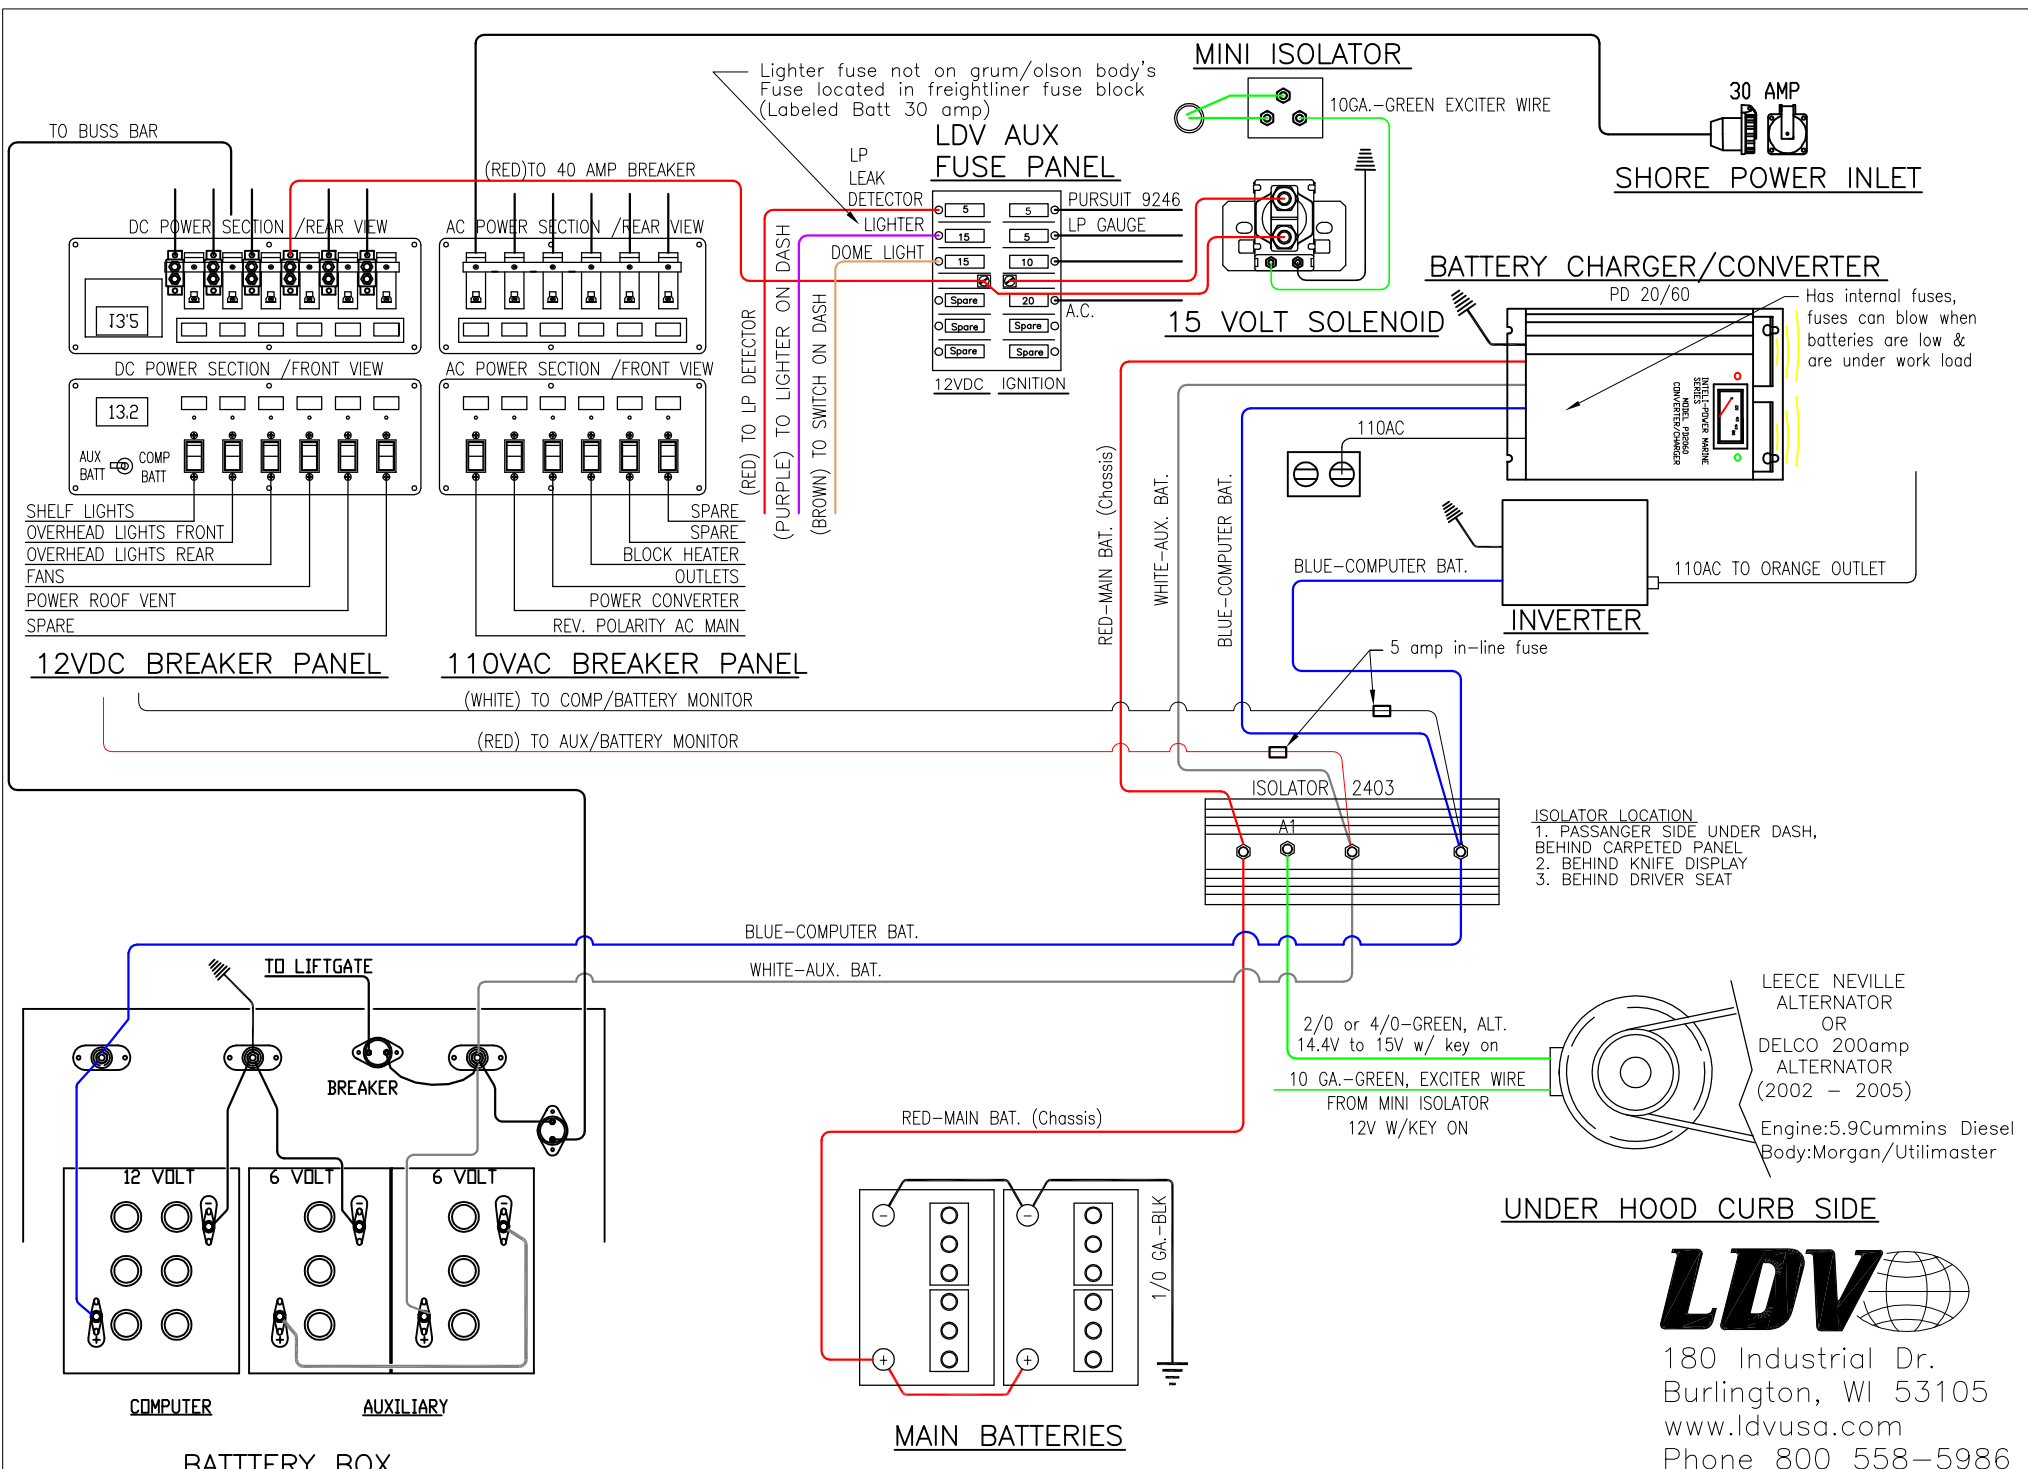 MINI ISOLATOR
Lighter fuse not on grum/olson body's
Fuse located in freightliner fuse block
(Labeled Batt 30 amp)
10GA.-GREEN EXCITER WIRE
30 AMP
SHORE POWER INLET
TO BUSS BAR
(RED)TO 40 AMP BREAKER
LDV AUX
FUSE PANEL
LP
LEAK
DETECTOR
LIGHTER
DOME LIGHT
5
15
15
Spare
Spare
Spare
5
5
10
20
Spare
Spare
PURSUIT 9246
LP GAUGE
A.C.
12VDC
IGNITION
15 VOLT SOLENOID
DC POWER SECTION /REAR VIEW
AC POWER SECTION /REAR VIEW
13.5
DC POWER SECTION /FRONT VIEW
AC POWER SECTION /FRONT VIEW
13.2
AUX
BATT
COMP
BATT
SHELF LIGHTS
OVERHEAD LIGHTS FRONT
OVERHEAD LIGHTS REAR
FANS
POWER ROOF VENT
SPARE
SPARE
SPARE
BLOCK HEATER
OUTLETS
POWER CONVERTER
REV. POLARITY AC MAIN
12VDC BREAKER PANEL
110VAC BREAKER PANEL
(RED) TO LP DETECTOR
(PURPLE) TO LIGHTER ON DASH
(BROWN) TO SWITCH ON DASH
BATTERY CHARGER/CONVERTER
PD 20/60
Has internal fuses,
fuses can blow when
batteries are low &
are under work load
INTELI-POWER MARINE
SERIES
MODEL PD2060
CONVERTER/CHARGER
110AC
RED-MAIN BAT. (Chassis)
WHITE-AUX. BAT.
BLUE-COMPUTER BAT.
BLUE-COMPUTER BAT.
110AC TO ORANGE OUTLET
INVERTER
5 amp in-line fuse
(WHITE) TO COMP/BATTERY MONITOR
(RED) TO AUX/BATTERY MONITOR
ISOLATOR 2403
A1
ISOLATOR LOCATION
1. PASSANGER SIDE UNDER DASH,
BEHIND CARPETED PANEL
2. BEHIND KNIFE DISPLAY
3. BEHIND DRIVER SEAT
BLUE-COMPUTER BAT.
WHITE-AUX. BAT.
TO LIFTGATE
BREAKER
12 VOLT
6 VOLT
6 VOLT
-
-
-
+
+
+
COMPUTER
AUXILIARY
BATTTERY BOX
RED-MAIN BAT. (Chassis)
-
-
+
+
1/0 GA.-BLK
MAIN BATTERIES
2/0 or 4/0-GREEN, ALT.
14.4V to 15V w/ key on
10 GA.-GREEN, EXCITER WIRE
FROM MINI ISOLATOR
12V W/KEY ON
LEECE NEVILLE
ALTERNATOR
OR
DELCO 200amp
ALTERNATOR
(2002 - 2005)
Engine:5.9Cummins Diesel
Body:Morgan/Utilimaster
UNDER HOOD CURB SIDE
LDV
180 Industrial Dr.
Burlington, WI 53105
www.ldvusa.com
Phone 800 558-5986